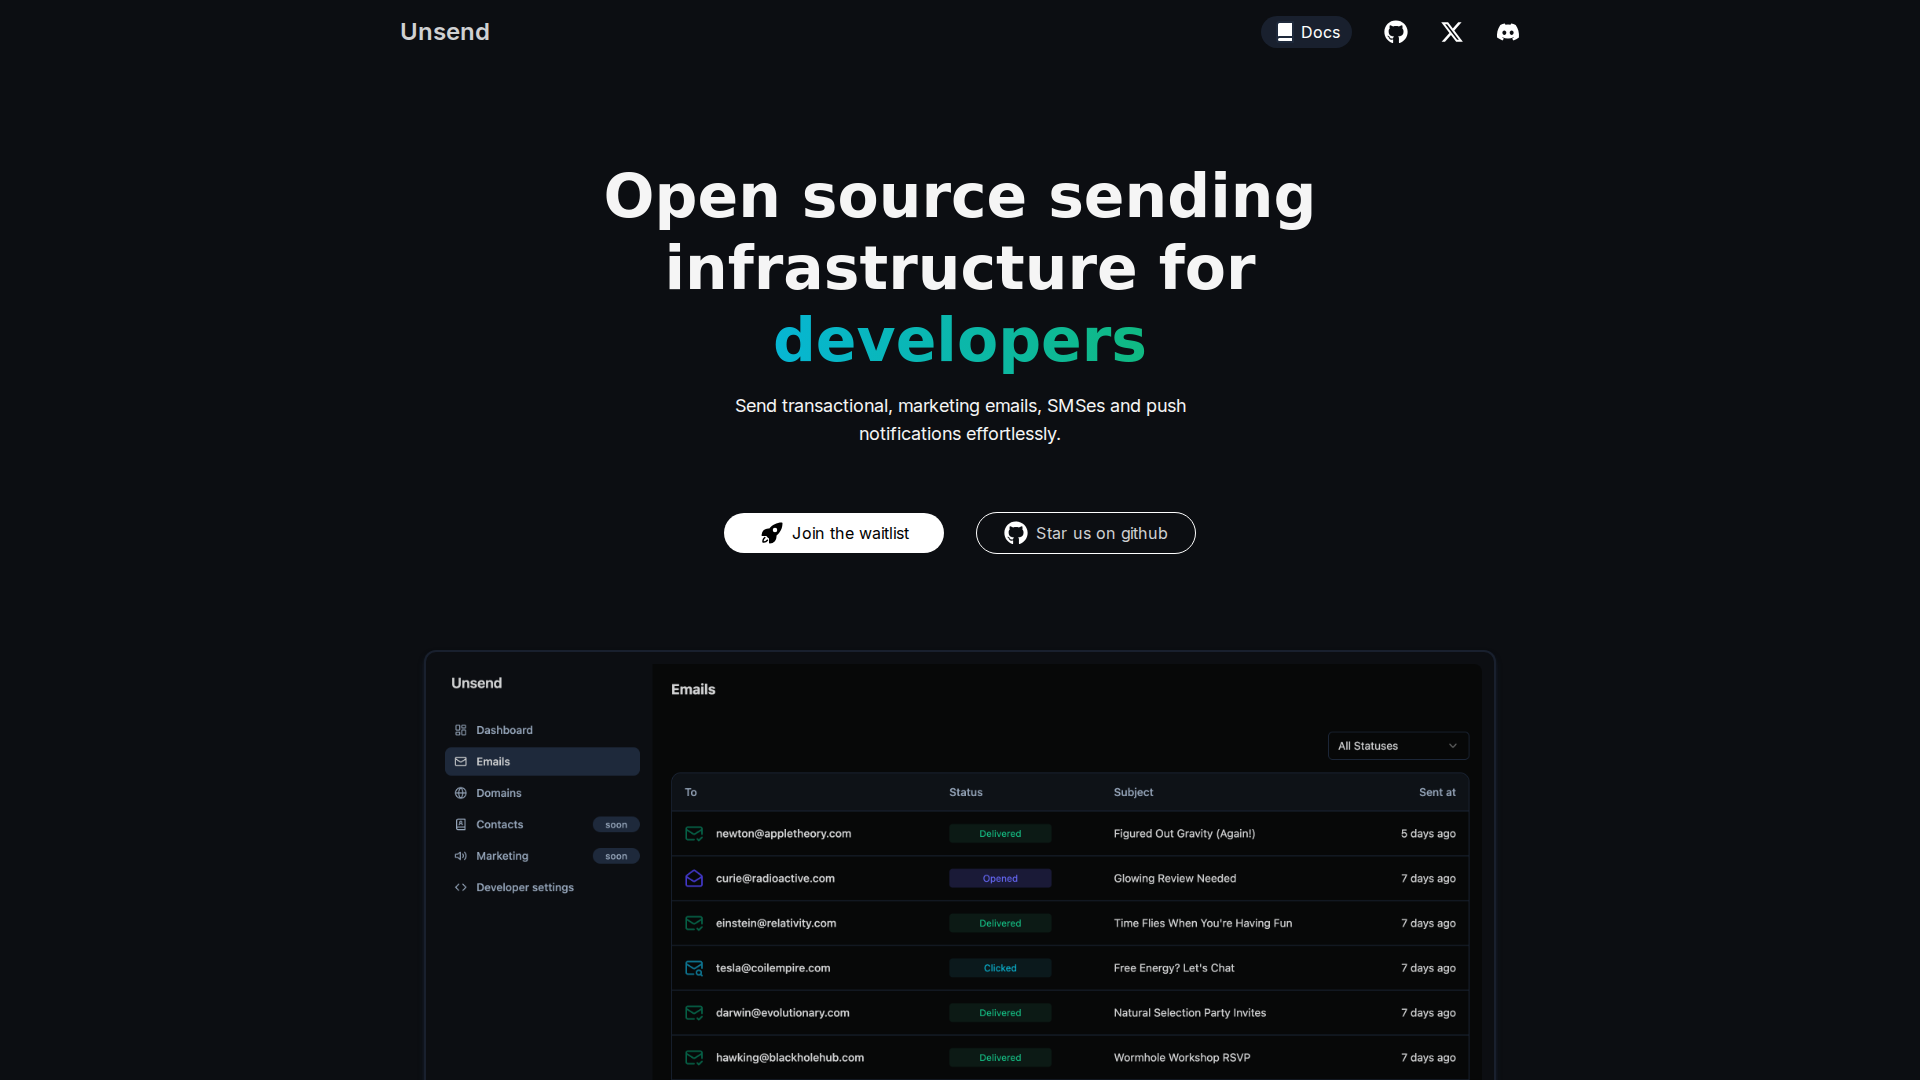 Unsend
Docs
Open source sending
infrastructure for
developers
Send transactional, marketing emails, SMSes and push
notifications effortlessly.
Join the waitlist
Star us on github
Unsend
Dashboard
Emails
Domains
Contacts soon
Marketing soon
Developer settings
Emails
All Statuses
To Status Subject Sent at
newton@appletheory.com Delivered Figured Out Gravity (Again!) 5 days ago
curie@radioactive.com Opened Glowing Review Needed 7 days ago
einstein@relativity.com Delivered Time Flies When You're Having Fun 7 days ago
tesla@coilempire.com Clicked Free Energy? Let's Chat 7 days ago
darwin@evolutionary.com Delivered Natural Selection Party Invites 7 days ago
hawking@blackholehub.com Delivered Wormhole Workshop RSVP 7 days ago